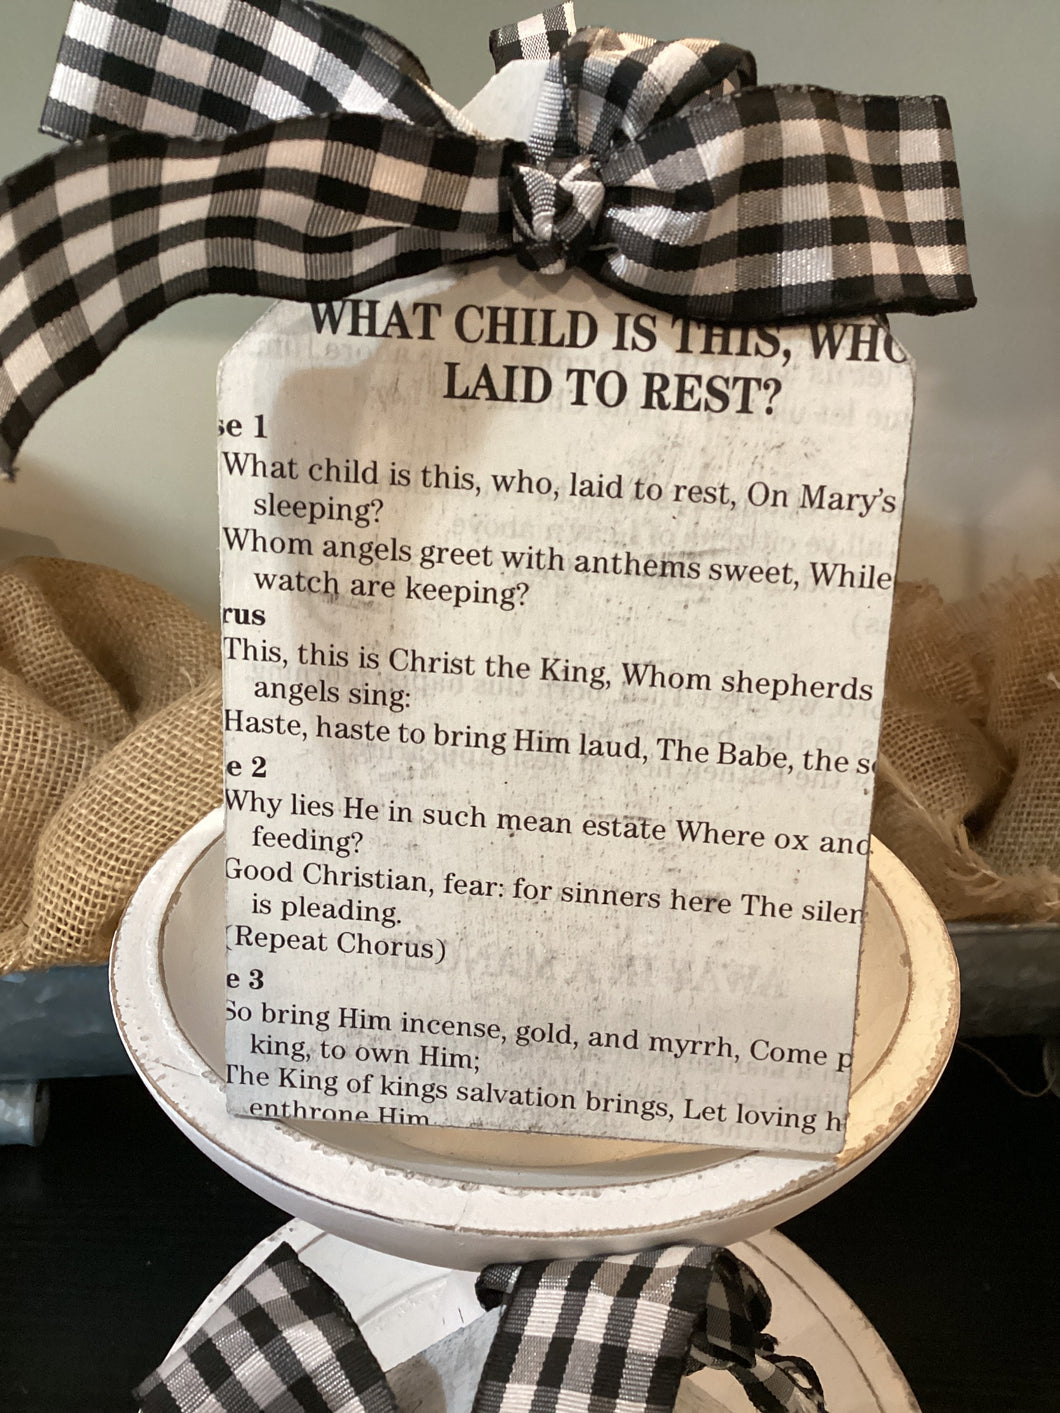 WHAT CHILD IS THIS, WHO
LAID TO REST?
se 1
What child is this, who, laid to rest, On Mary's
sleeping?
Whom angels greet with anthems sweet, While
watch are keeping?
rus
This, this is Christ the King, Whom shepherds
angels sing:
Haste, haste to bring Him laud, The Babe, the s
e 2
Why lies He in such mean estate Where ox and
feeding?
Good Christian, fear: for sinners here The silen
is pleading.
(Repeat Chorus)
e 3
So bring Him incense, gold, and myrrh, Come p
king, to own Him;
The King of kings salvation brings, Let loving h
enthrone Him.